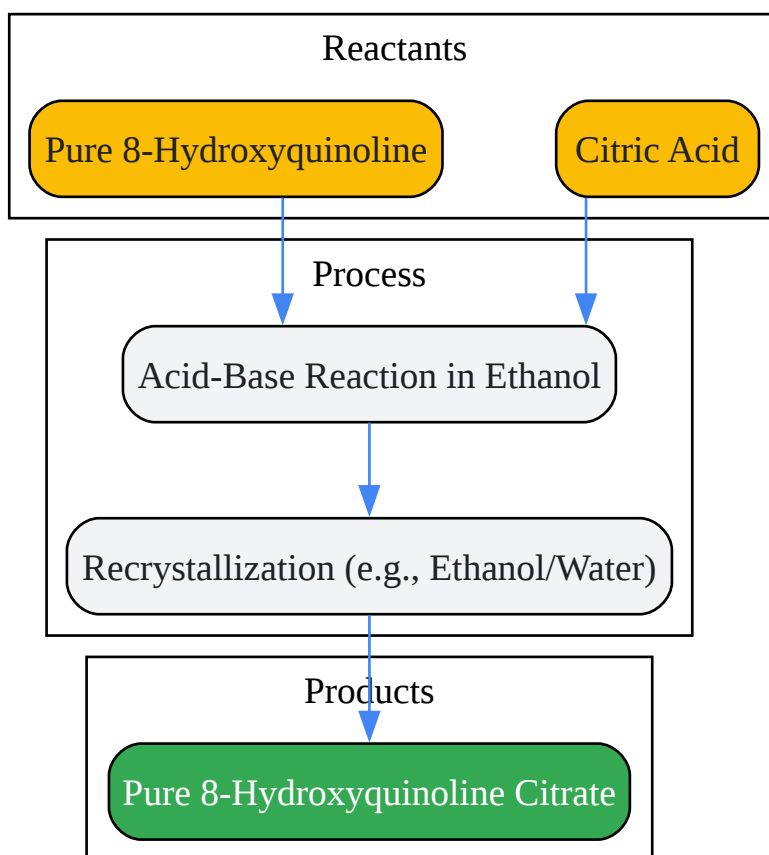 Reactants
Pure 8-Hydroxyquinoline
Citric Acid
Process
Acid-Base Reaction in Ethanol
Recrystallization (e.g., Ethanol/Water)
Products
Pure 8-Hydroxyquinoline Citrate